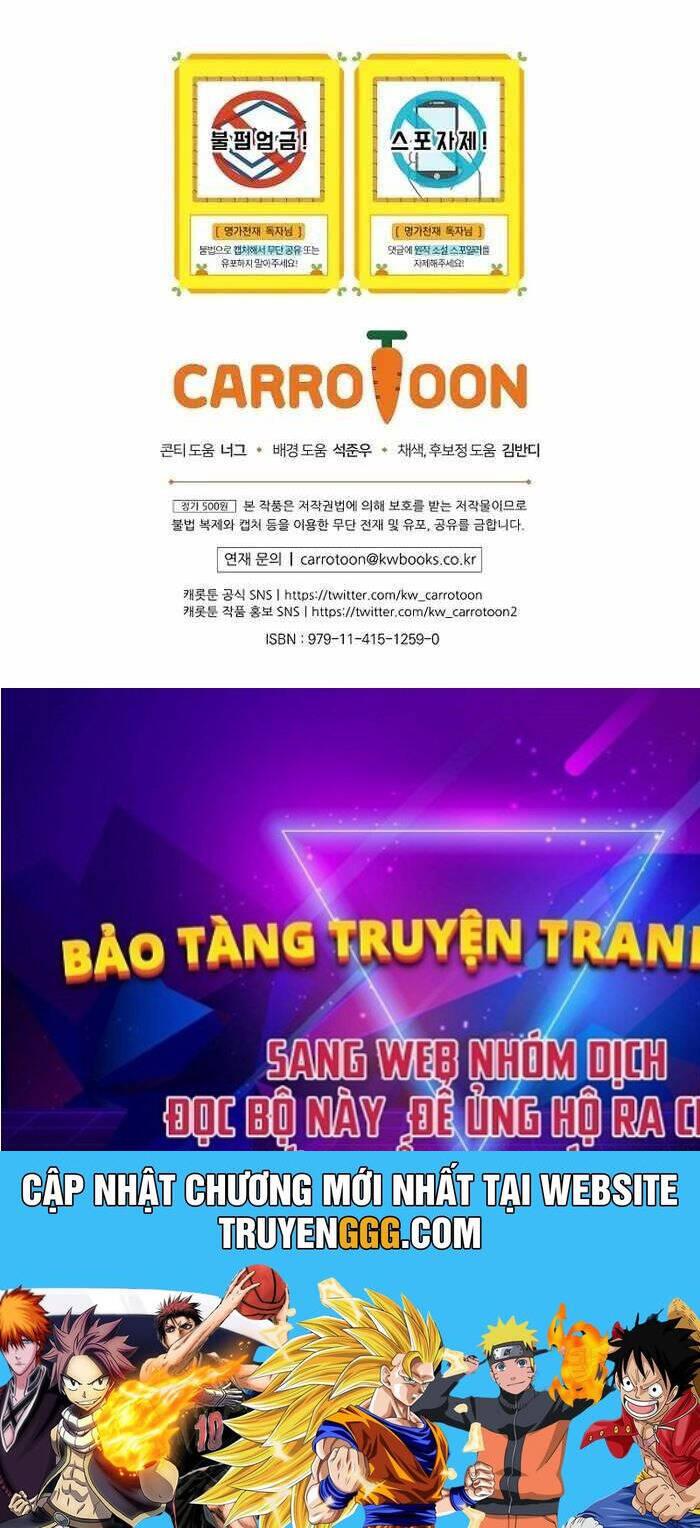 불펌엄금!
[ 명가천재 독자님 ]
불법으로 캡처해서 무단 공유 또는
유포하지 말아주세요!
스포자제!
[ 명가천재 독자님 ]
댓글에 원작 소설 스포일러를
자제해주세요!
CARROTOON
콘티 도움 너그 • 배경 도움 석준우 • 채색, 후보정 도움 김반디
정가 500원 본 작품은 저작권법에 의해 보호를 받는 저작물이므로
불법 복제와 캡처 등을 이용한 무단 전재 및 유포, 공유를 금합니다.
연재 문의 | carrotoon@kwbooks.co.kr
캐롯툰 공식 SNS | https://twitter.com/kw_carrotoon
캐롯툰 작품 홍보 SNS | https://twitter.com/kw_carrotoon2
ISBN : 979-11-415-1259-0
BẢO TÀNG TRUYỆN TRAN
SANG WEB NHÓM DỊCH
ĐỌC BỘ NÀY ĐỂ ỦNG HỘ RA C
CẬP NHẬT CHƯƠNG MỚI NHẤT TẠI WEBSITE
TRUYENGGG.COM
10